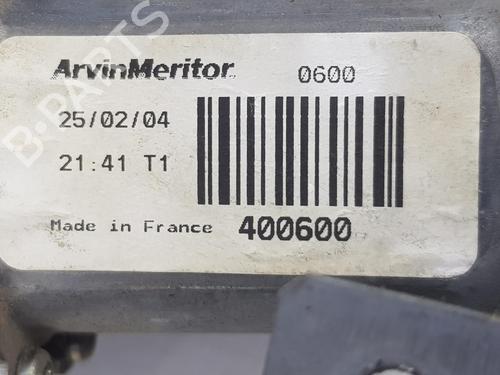 ArvinMeritor 0600
25/02/04
21:41 T1
Made in France 400600
B-PARTS